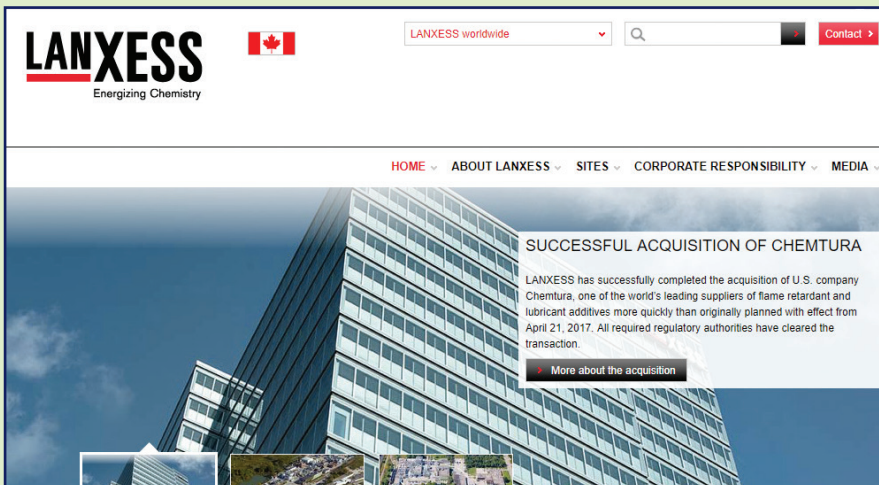 LANXESS
Energizing Chemistry
LANXESS worldwide
Contact
HOME ABOUT LANXESS SITES CORPORATE RESPONSIBILITY MEDIA
SUCCESSFUL ACQUISITION OF CHEMTURA
LANXESS has successfully completed the acquisition of U.S. company
Chemtura, one of the world's leading suppliers of flame retardant and
lubricant additives more quickly than originally planned with effect from
April 21, 2017. All required regulatory authorities have cleared the
transaction.
More about the acquisition